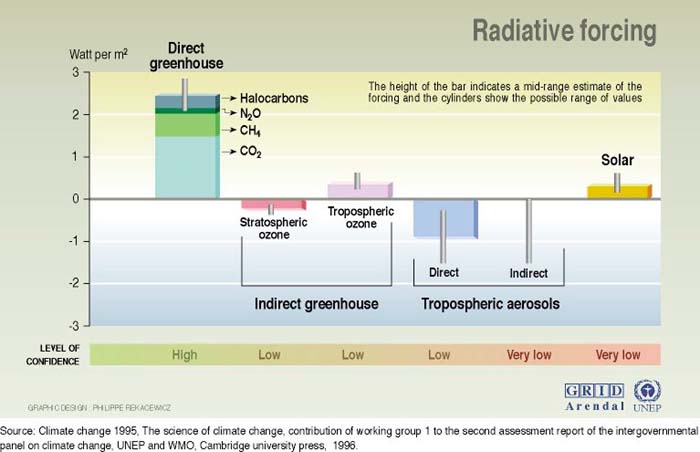 Radiative forcing
Watt per m²
Direct
greenhouse
The height of the bar indicates a mid-range estimate of the
forcing and the cylinders show the possible range of values
3
2
1
0
-1
-2
-3
Halocarbons
N₂O
CH₄
CO₂
Solar
Stratospheric
ozone
Tropospheric
ozone
Direct
Indirect
Indirect greenhouse
Tropospheric aerosols
LEVEL OF
CONFIDENCE
High
Low
Low
Low
Very low
Very low
GRAPHIC DESIGN : PHILIPPE REKACEWICZ
GRID
Arendal
UNEP
Source: Climate change 1995, The science of climate change, contribution of working group 1 to the second assessment report of the intergovernmental
panel on climate change, UNEP and WMO, Cambridge university press, 1996.